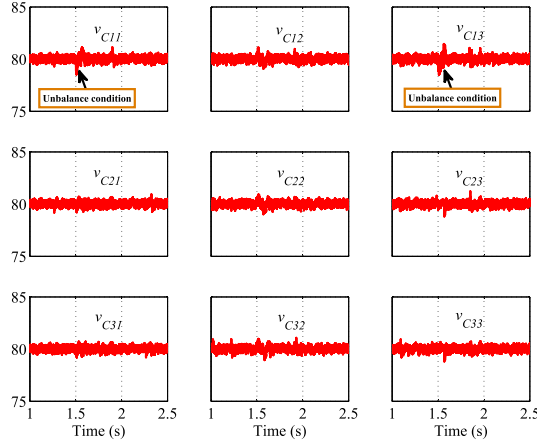 85
80
75
v_C11
Unbalance condition
v_C12
v_C13
Unbalance condition
85
80
75
v_C21
v_C22
v_C23
85
80
75
v_C31
v_C32
v_C33
1 1.5 2 2.5
1 1.5 2 2.5
1 1.5 2 2.5
Time (s)
Time (s)
Time (s)